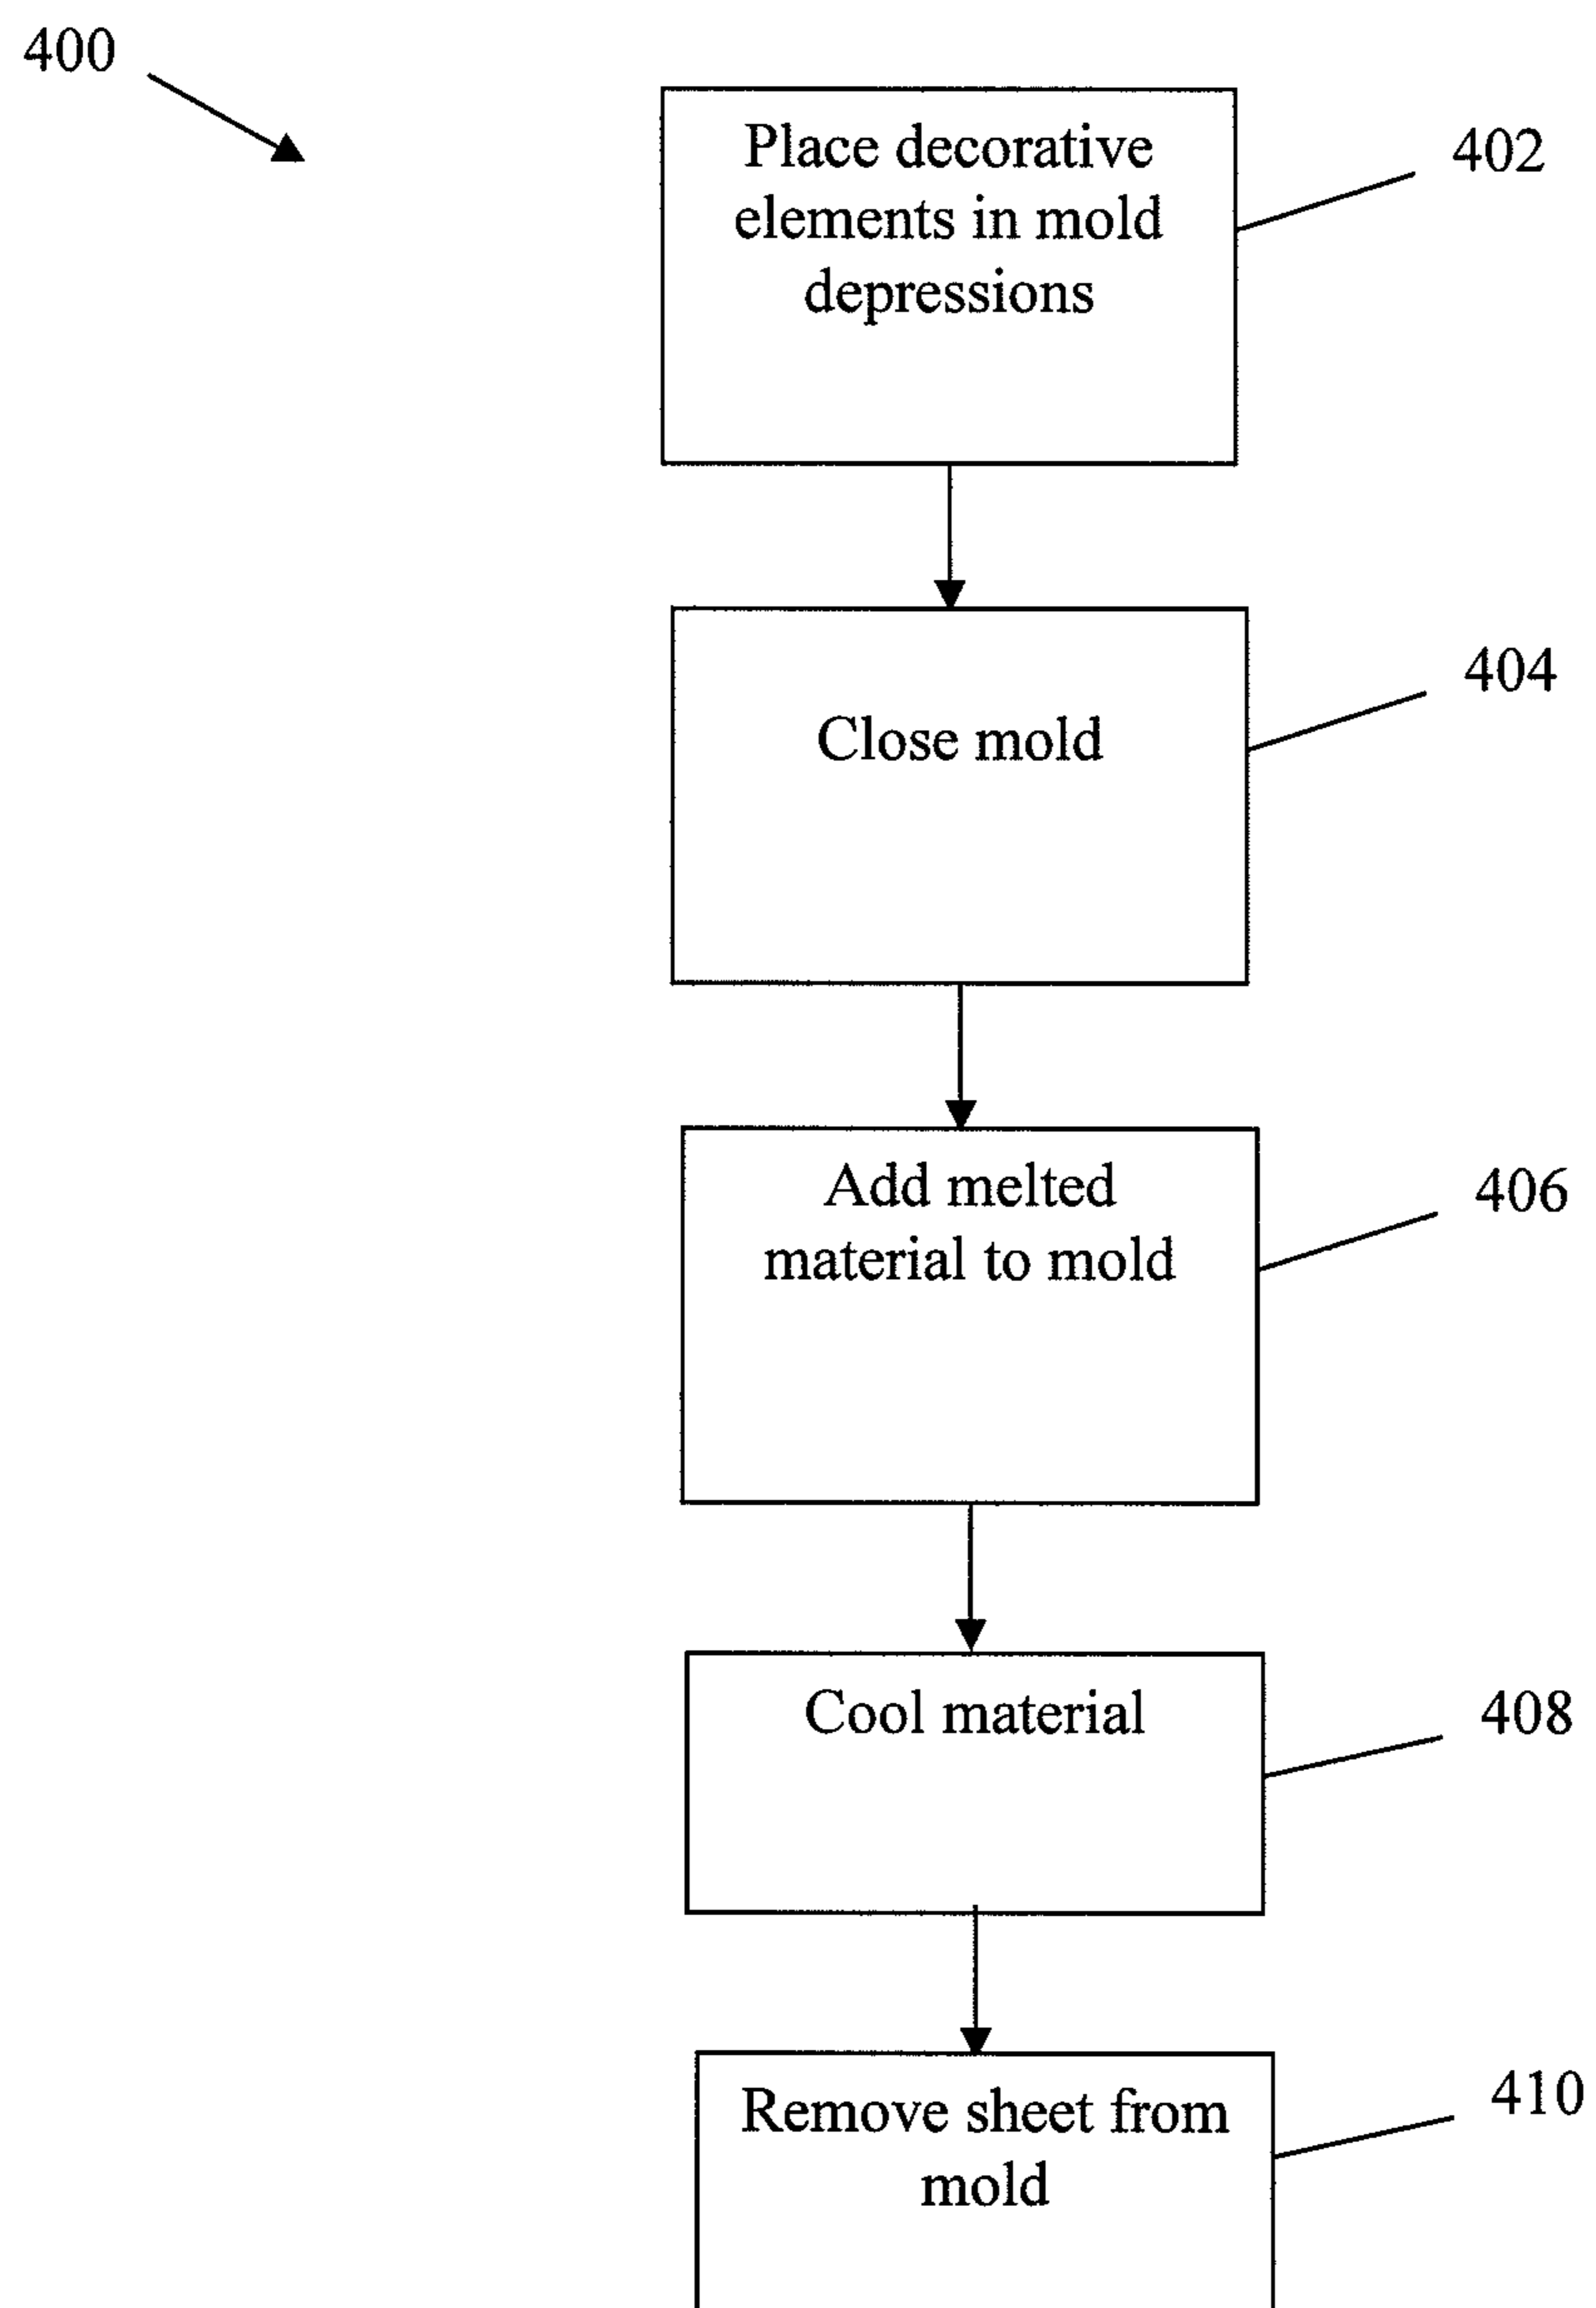 400
Place decorative
elements in mold
depressions
402
Close mold
404
Add melted
material to mold
406
Cool material
408
Remove sheet from
mold
410